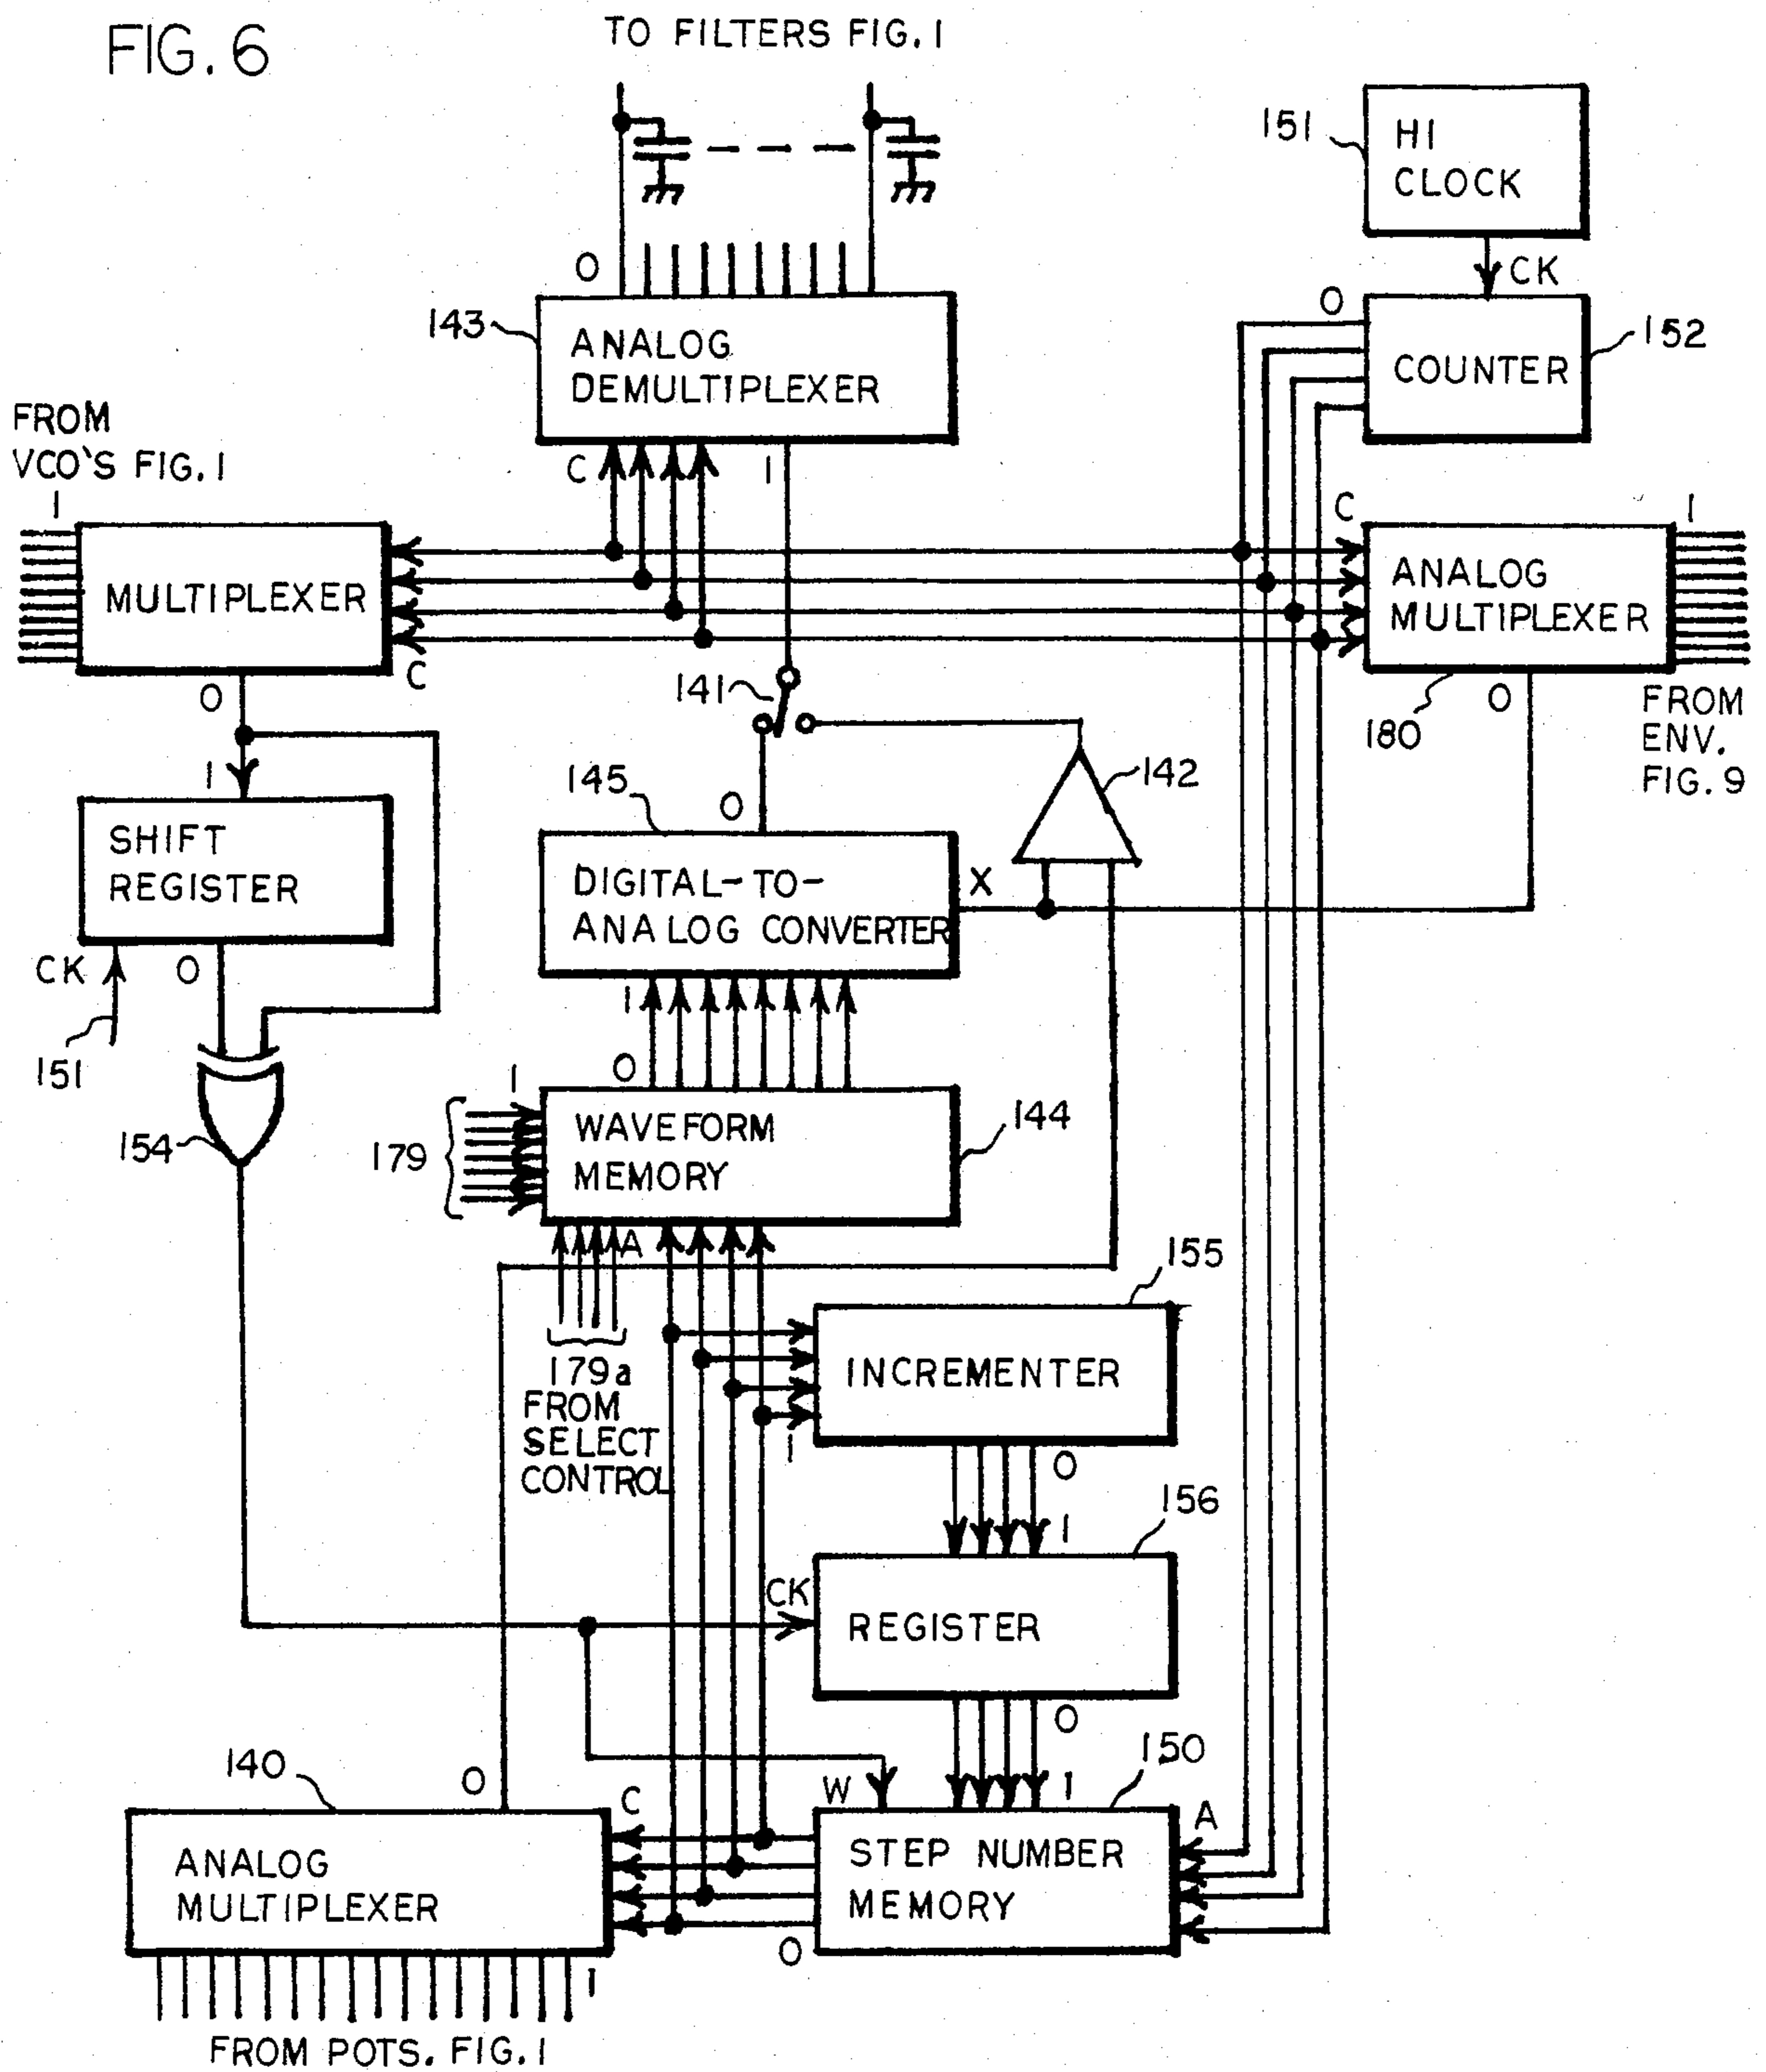 FIG. 6
TO FILTERS FIG. 1
151
HI
CLOCK
CK
O
143
ANALOG
DEMULTIPLEXER
O
COUNTER
152
FROM
VCO'S FIG. 1
I
C
I
C
I
MULTIPLEXER
ANALOG
MULTIPLEXER
C
O
141
180
O
FROM
ENV.
FIG. 9
I
SHIFT
REGISTER
145
O
142
DIGITAL-TO-
ANALOG CONVERTER
X
CK
O
151
I
O
I
154
179
WAVEFORM
MEMORY
144
A
179a
FROM
SELECT
CONTROL
155
INCREMENTER
I
O
I
156
CK
REGISTER
O
140
O
C
W
I
150
A
ANALOG
MULTIPLEXER
STEP NUMBER
MEMORY
O
I
FROM POTS. FIG. 1